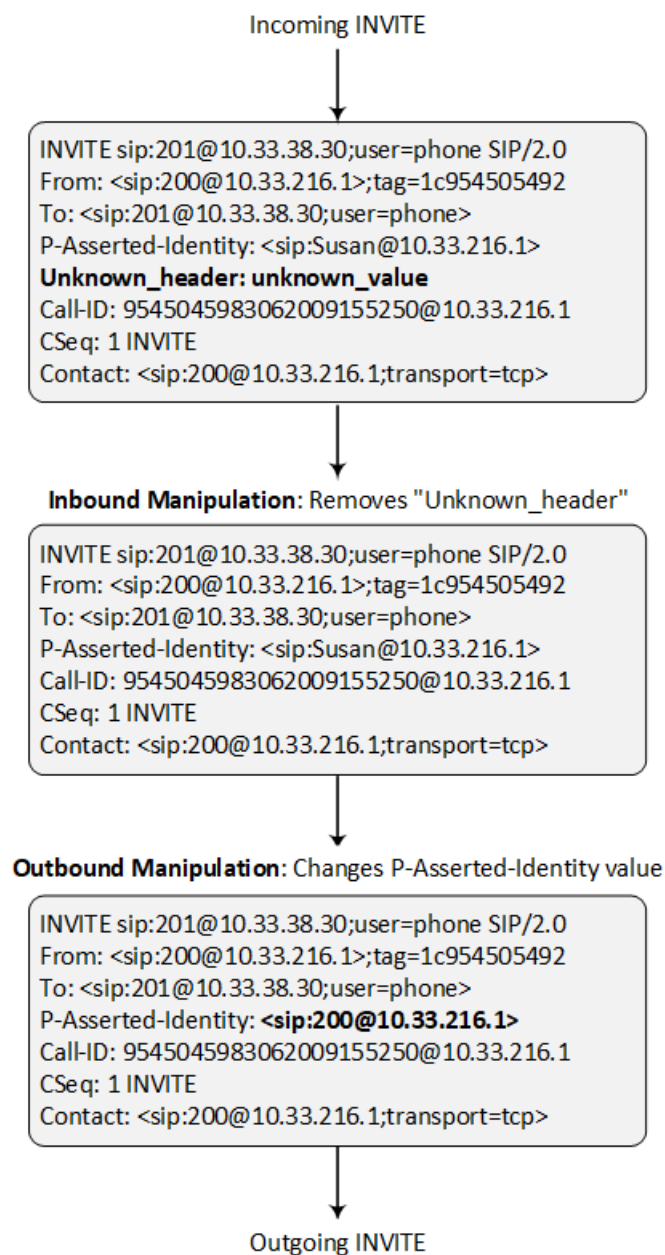 Incoming INVITE
INVITE sip:201@10.33.38.30;user=phone SIP/2.0
From: <sip:200@10.33.216.1>;tag=1c954505492
To: <sip:201@10.33.38.30;user=phone>
P-Asserted-Identity: <sip:Susan@10.33.216.1>
Unknown_header: unknown_value
Call-ID: 9545045983062009155250@10.33.216.1
CSeq: 1 INVITE
Contact: <sip:200@10.33.216.1;transport=tcp>
Inbound Manipulation: Removes "Unknown_header"
INVITE sip:201@10.33.38.30;user=phone SIP/2.0
From: <sip:200@10.33.216.1>;tag=1c954505492
To: <sip:201@10.33.38.30;user=phone>
P-Asserted-Identity: <sip:Susan@10.33.216.1>
Call-ID: 9545045983062009155250@10.33.216.1
CSeq: 1 INVITE
Contact: <sip:200@10.33.216.1;transport=tcp>
Outbound Manipulation: Changes P-Asserted-Identity value
INVITE sip:201@10.33.38.30;user=phone SIP/2.0
From: <sip:200@10.33.216.1>;tag=1c954505492
To: <sip:201@10.33.38.30;user=phone>
P-Asserted-Identity: <sip:200@10.33.216.1>
Call-ID: 9545045983062009155250@10.33.216.1
CSeq: 1 INVITE
Contact: <sip:200@10.33.216.1;transport=tcp>
Outgoing INVITE